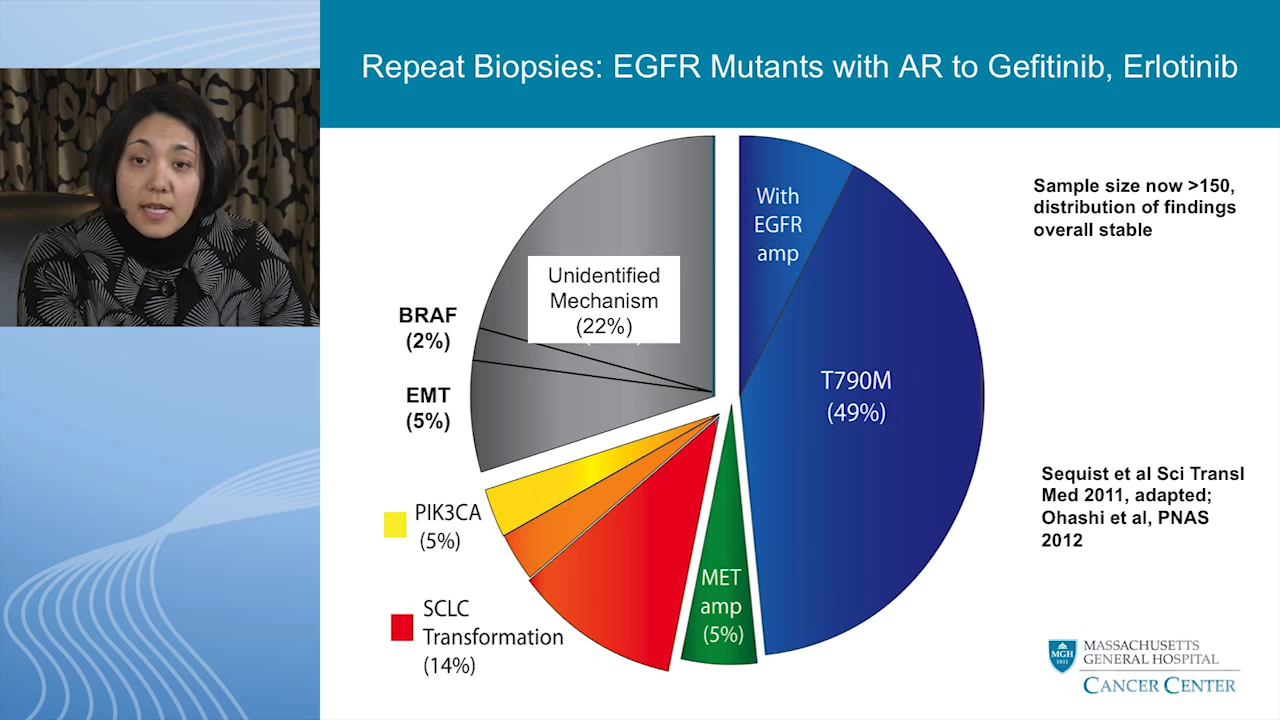 Repeat Biopsies: EGFR Mutants with AR to Gefitinib, Erlotinib
With
EGFR
amp
Sample size now >150,
distribution of findings
overall stable
Unidentified
Mechanism
(22%)
BRAF
(2%)
EMT
(5%)
T790M
(49%)
PIK3CA
(5%)
SCLC
Transformation
(14%)
MET
amp
(5%)
Sequist et al Sci Transl
Med 2011, adapted;
Ohashi et al, PNAS
2012
MGH
1811
MASSACHUSETTS
GENERAL HOSPITAL
CANCER CENTER